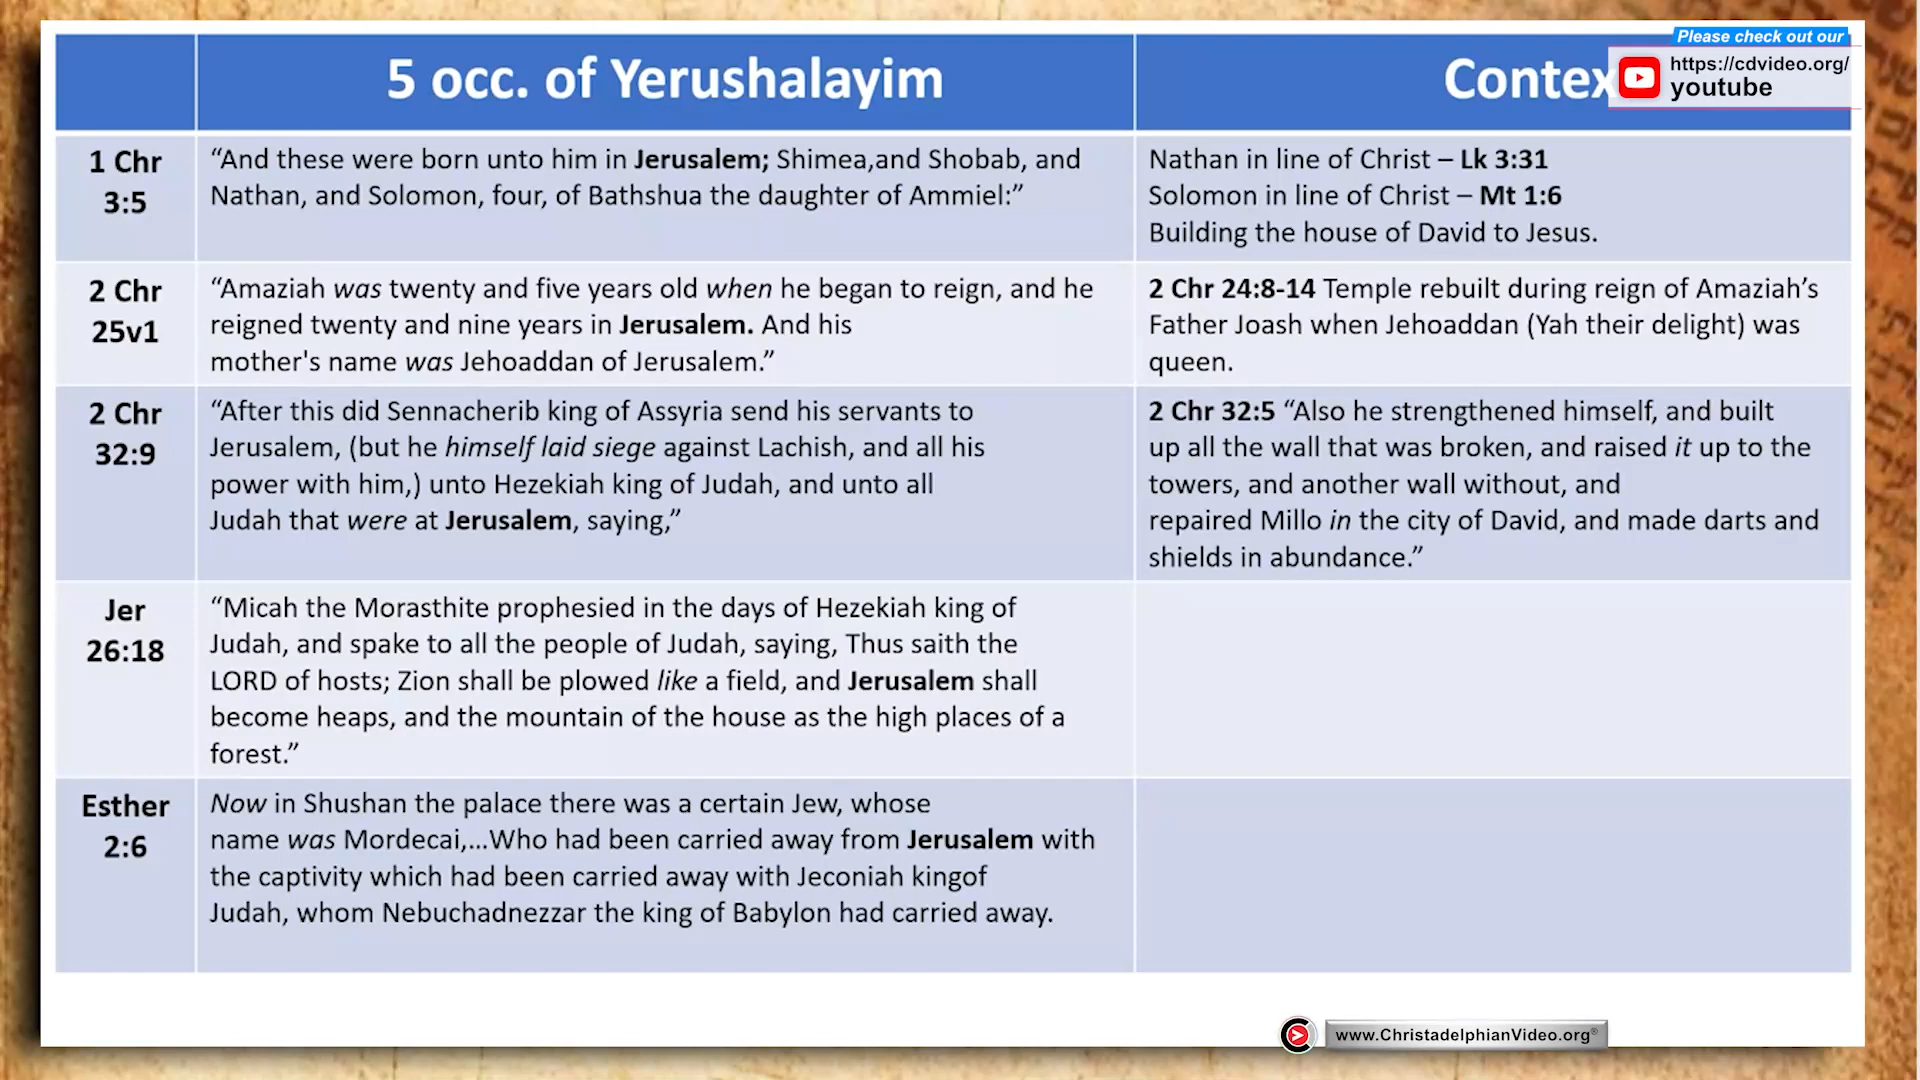 Please check out our
https://cdvideo.org/
youtube
5 occ. of Yerushalayim
Contex
1 Chr
3:5
“And these were born unto him in Jerusalem; Shimea,and Shobab, and
Nathan, and Solomon, four, of Bathshua the daughter of Ammiel:”
Nathan in line of Christ – Lk 3:31
Solomon in line of Christ – Mt 1:6
Building the house of David to Jesus.
2 Chr
25v1
“Amaziah was twenty and five years old when he began to reign, and he
reigned twenty and nine years in Jerusalem. And his
mother's name was Jehoaddan of Jerusalem.”
2 Chr 24:8-14 Temple rebuilt during reign of Amaziah’s
Father Joash when Jehoaddan (Yah their delight) was
queen.
2 Chr
32:9
“After this did Sennacherib king of Assyria send his servants to
Jerusalem, (but he himself laid siege against Lachish, and all his
power with him,) unto Hezekiah king of Judah, and unto all
Judah that were at Jerusalem, saying,”
2 Chr 32:5 “Also he strengthened himself, and built
up all the wall that was broken, and raised it up to the
towers, and another wall without, and
repaired Millo in the city of David, and made darts and
shields in abundance.”
Jer
26:18
“Micah the Morasthite prophesied in the days of Hezekiah king of
Judah, and spake to all the people of Judah, saying, Thus saith the
LORD of hosts; Zion shall be plowed like a field, and Jerusalem shall
become heaps, and the mountain of the house as the high places of a
forest.”
Esther
2:6
Now in Shushan the palace there was a certain Jew, whose
name was Mordecai,...Who had been carried away from Jerusalem with
the captivity which had been carried away with Jeconiah kingof
Judah, whom Nebuchadnezzar the king of Babylon had carried away.
www.ChristadelphianVideo.org®